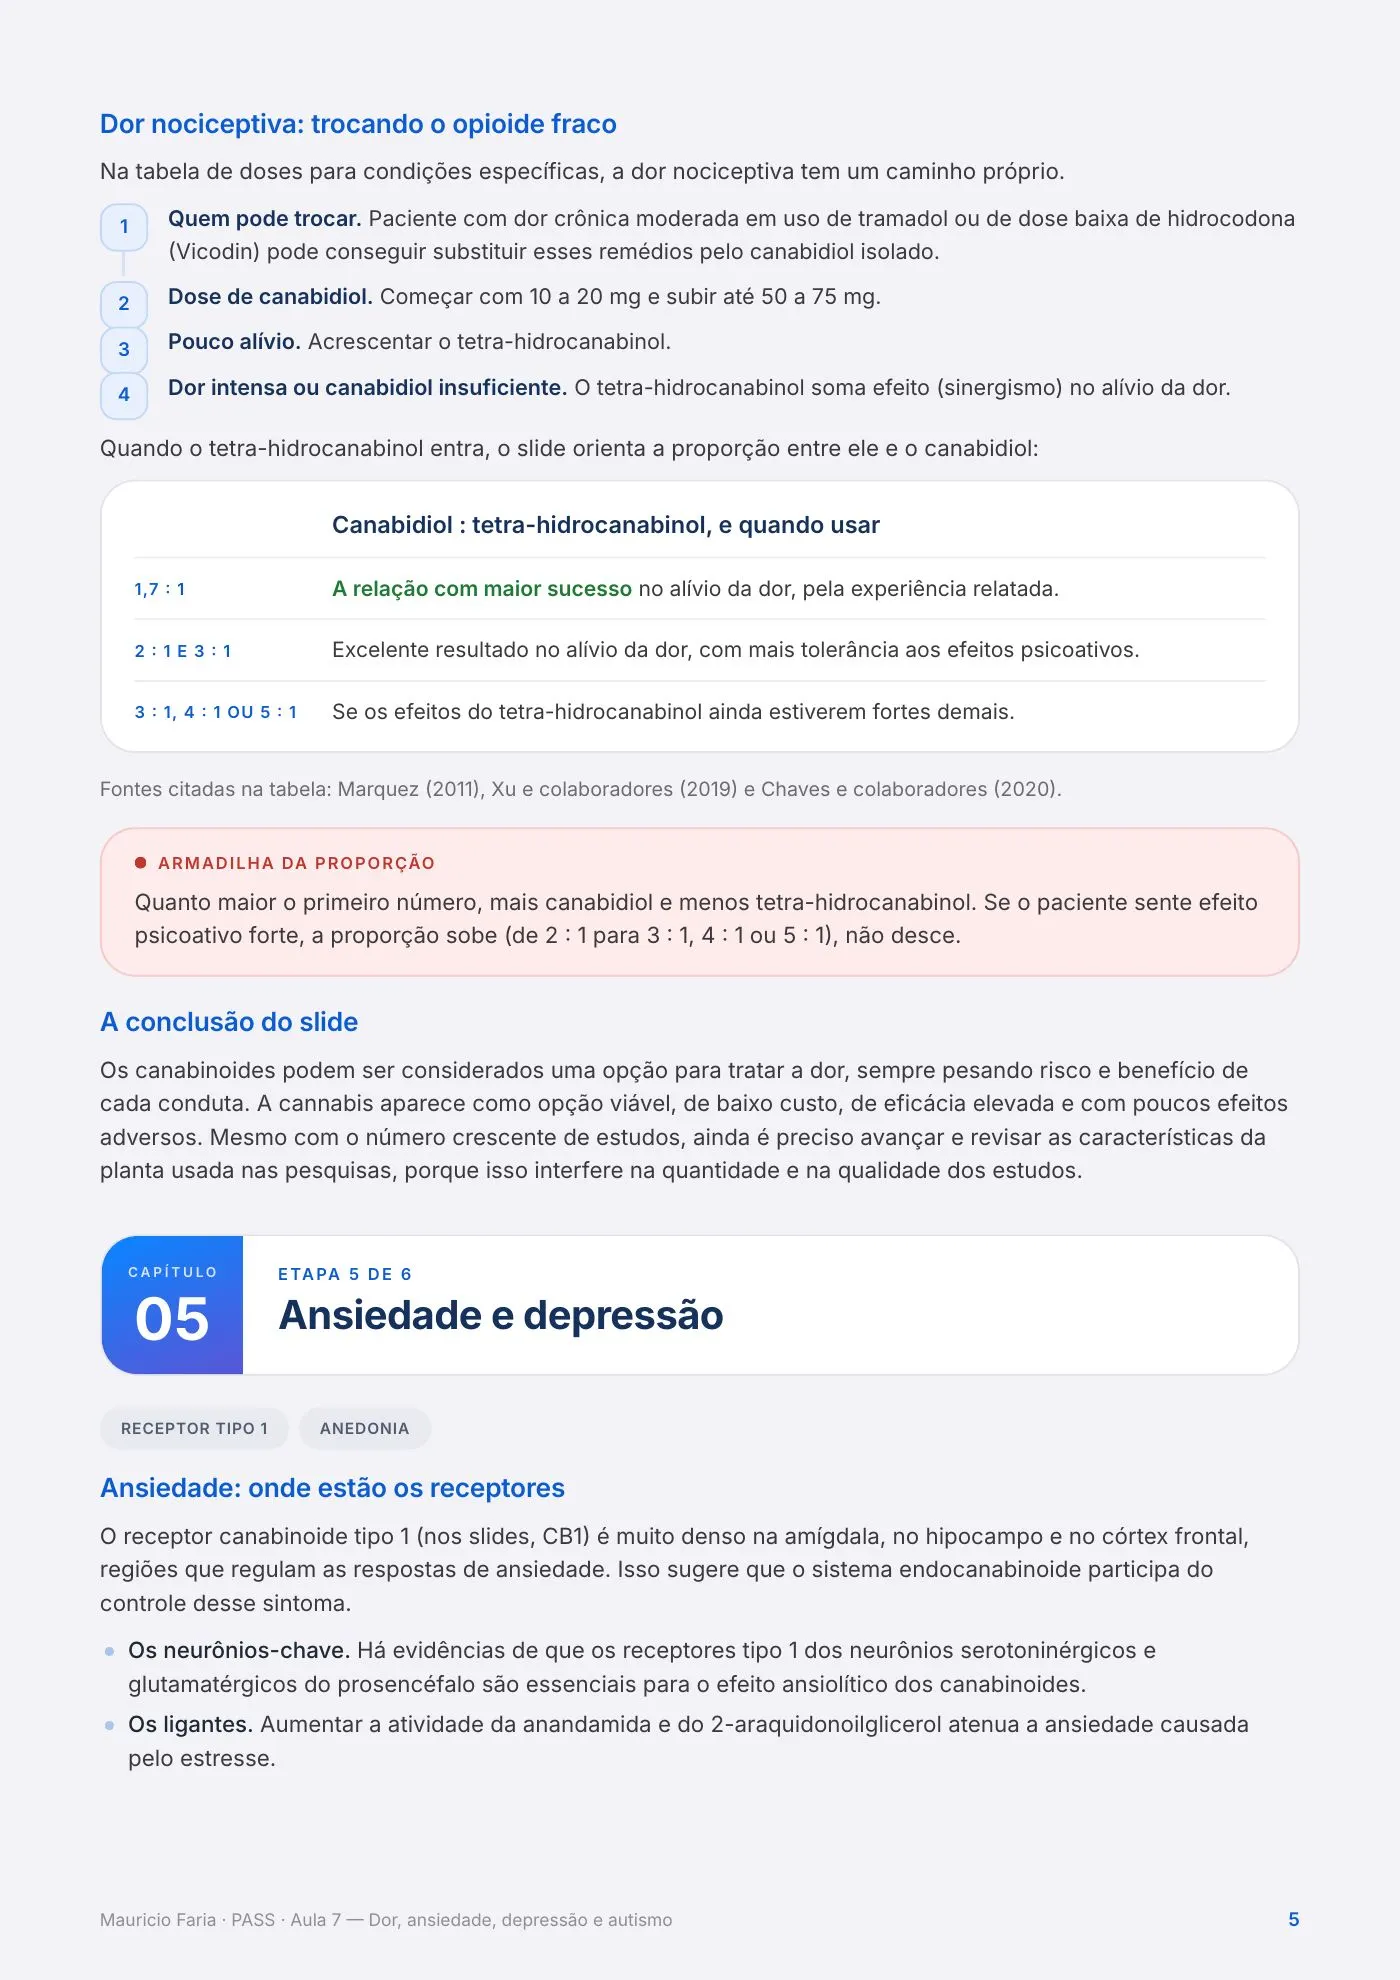 Dor nociceptiva: trocando o opioide fraco
Na tabela de doses para condições específicas, a dor nociceptiva tem um caminho próprio.
1 Quem pode trocar. Paciente com dor crônica moderada em uso de tramadol ou de dose baixa de hidrocodona
(Vicodin) pode conseguir substituir esses remédios pelo canabidiol isolado.
2 Dose de canabidiol. Começar com 10 a 20 mg e subir até 50 a 75 mg.
3 Pouco alívio. Acrescentar o tetra-hidrocanabinol.
4 Dor intensa ou canabidiol insuficiente. O tetra-hidrocanabinol soma efeito (sinergismo) no alívio da dor.
Quando o tetra-hidrocanabinol entra, o slide orienta a proporção entre ele e o canabidiol:
Canabidiol : tetra-hidrocanabinol, e quando usar
1,7 : 1 A relação com maior sucesso no alívio da dor, pela experiência relatada.
2 : 1 E 3 : 1 Excelente resultado no alívio da dor, com mais tolerância aos efeitos psicoativos.
3 : 1, 4 : 1 OU 5 : 1 Se os efeitos do tetra-hidrocanabinol ainda estiverem fortes demais.
Fontes citadas na tabela: Marquez (2011), Xu e colaboradores (2019) e Chaves e colaboradores (2020).
ARMADILHA DA PROPORÇÃO
Quanto maior o primeiro número, mais canabidiol e menos tetra-hidrocanabinol. Se o paciente sente efeito
psicoativo forte, a proporção sobe (de 2 : 1 para 3 : 1, 4 : 1 ou 5 : 1), não desce.
A conclusão do slide
Os canabinoides podem ser considerados uma opção para tratar a dor, sempre pesando risco e benefício de
cada conduta. A cannabis aparece como opção viável, de baixo custo, de eficácia elevada e com poucos efeitos
adversos. Mesmo com o número crescente de estudos, ainda é preciso avançar e revisar as características da
planta usada nas pesquisas, porque isso interfere na quantidade e na qualidade dos estudos.
CAPÍTULO
05
ETAPA 5 DE 6
Ansiedade e depressão
RECEPTOR TIPO 1 ANEDONIA
Ansiedade: onde estão os receptores
O receptor canabinoide tipo 1 (nos slides, CB1) é muito denso na amígdala, no hipocampo e no córtex frontal,
regiões que regulam as respostas de ansiedade. Isso sugere que o sistema endocanabinoide participa do
controle desse sintoma.
Os neurônios-chave. Há evidências de que os receptores tipo 1 dos neurônios serotoninérgicos e
glutamatérgicos do prosencéfalo são essenciais para o efeito ansiolítico dos canabinoides.
Os ligantes. Aumentar a atividade da anandamida e do 2-araquidonoilglicerol atenua a ansiedade causada
pelo estresse.
Mauricio Faria · PASS · Aula 7 — Dor, ansiedade, depressão e autismo 5